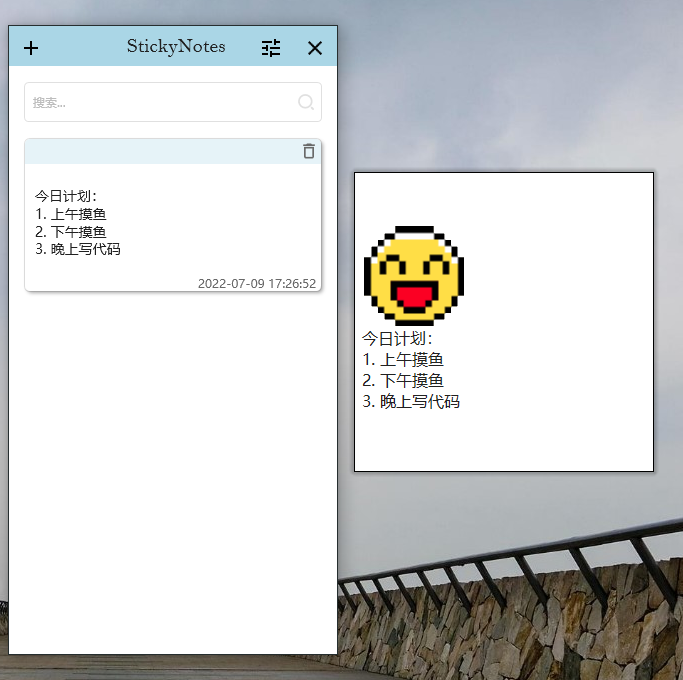 StickyNotes
搜索...
今日计划：
1. 上午摸鱼
2. 下午摸鱼
3. 晚上写代码
2022-07-09 17:26:52
今日计划：
1. 上午摸鱼
2. 下午摸鱼
3. 晚上写代码